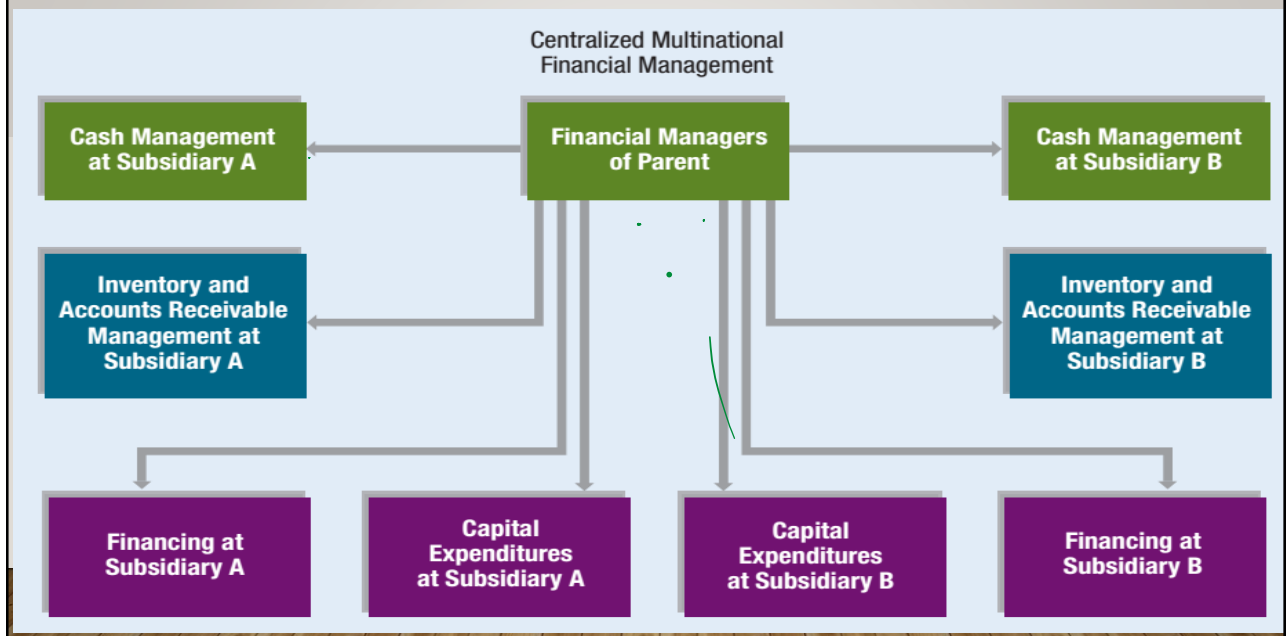 Centralized Multinational
Financial Management
Cash Management
at Subsidiary A
Financial Managers
of Parent
Cash Management
at Subsidiary B
Inventory and
Accounts Receivable
Management at
Subsidiary A
Inventory and
Accounts Receivable
Management at
Subsidiary B
Financing at
Subsidiary A
Capital
Expenditures
at Subsidiary A
Capital
Expenditures
at Subsidiary B
Financing at
Subsidiary B